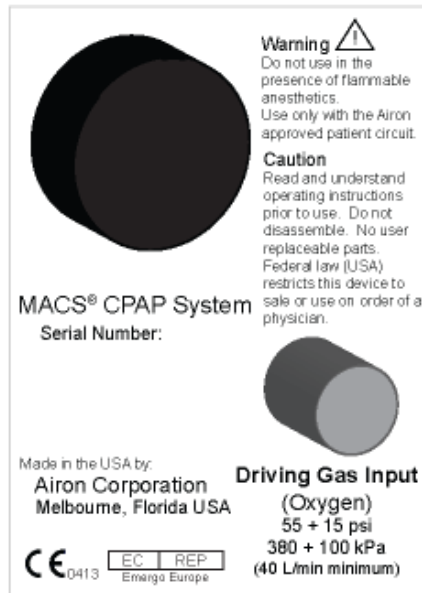 Warning
Do not use in the
presence of flammable
anesthetics.
Use only with the Airon
approved patient circuit.
Caution
Read and understand
operating instructions
prior to use. Do not
disassemble. No user
replaceable parts.
Federal law (USA)
restricts this device to
sale or use on order of a
physician.
MACS® CPAP System
Serial Number:
Made in the USA by:
Airon Corporation
Melbourne, Florida USA
CE 0413
EC REP
Emergo Europe
Driving Gas Input
(Oxygen)
55 + 15 psi
380 + 100 kPa
(40 L/min minimum)